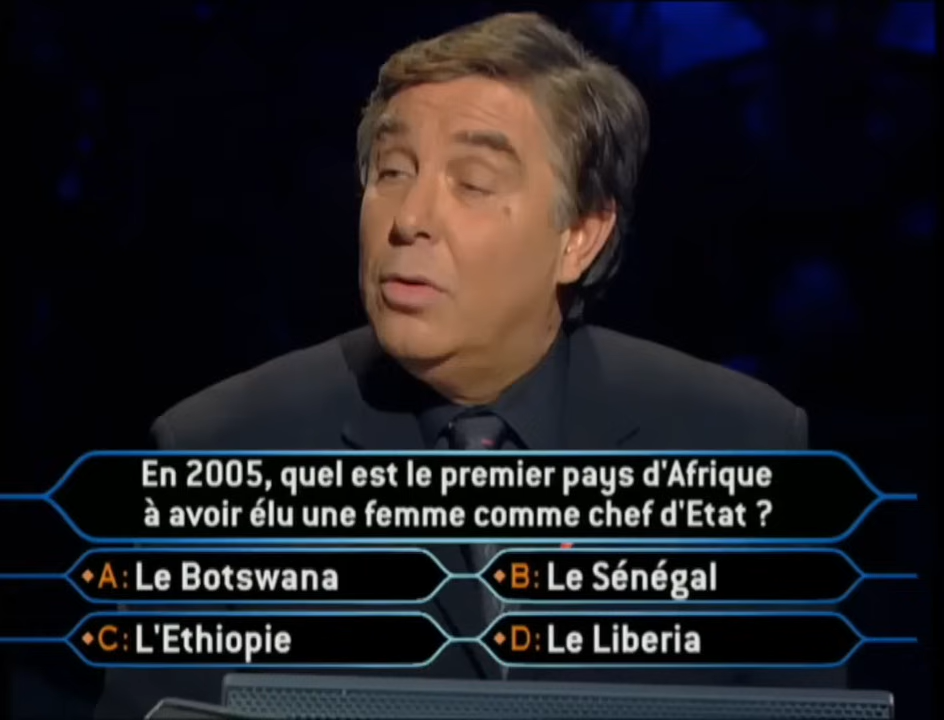 En 2005, quel est le premier pays d'Afrique
à avoir élu une femme comme chef d'Etat ?
A: Le Botswana
B: Le Sénégal
C: L'Ethiopie
D: Le Liberia